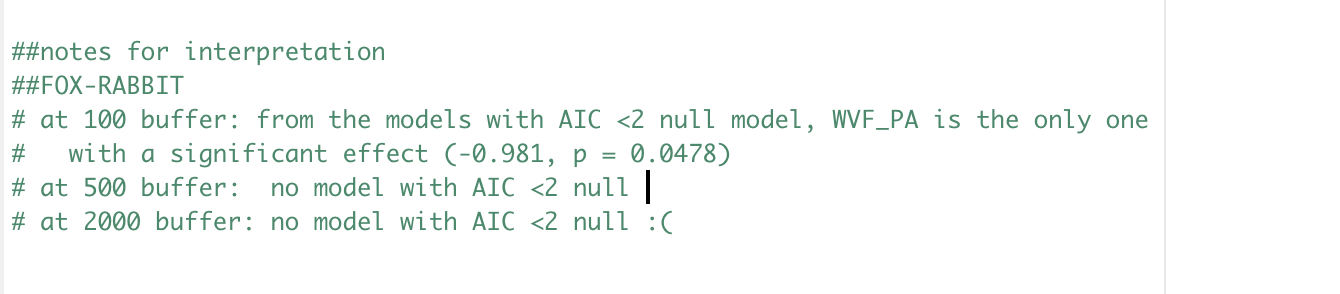 ##notes for interpretation
##FOX-RABBIT
# at 100 buffer: from the models with AIC <2 null model, WVF_PA is the only one
#   with a significant effect (-0.981, p = 0.0478)
# at 500 buffer:  no model with AIC <2 null
# at 2000 buffer: no model with AIC <2 null :(